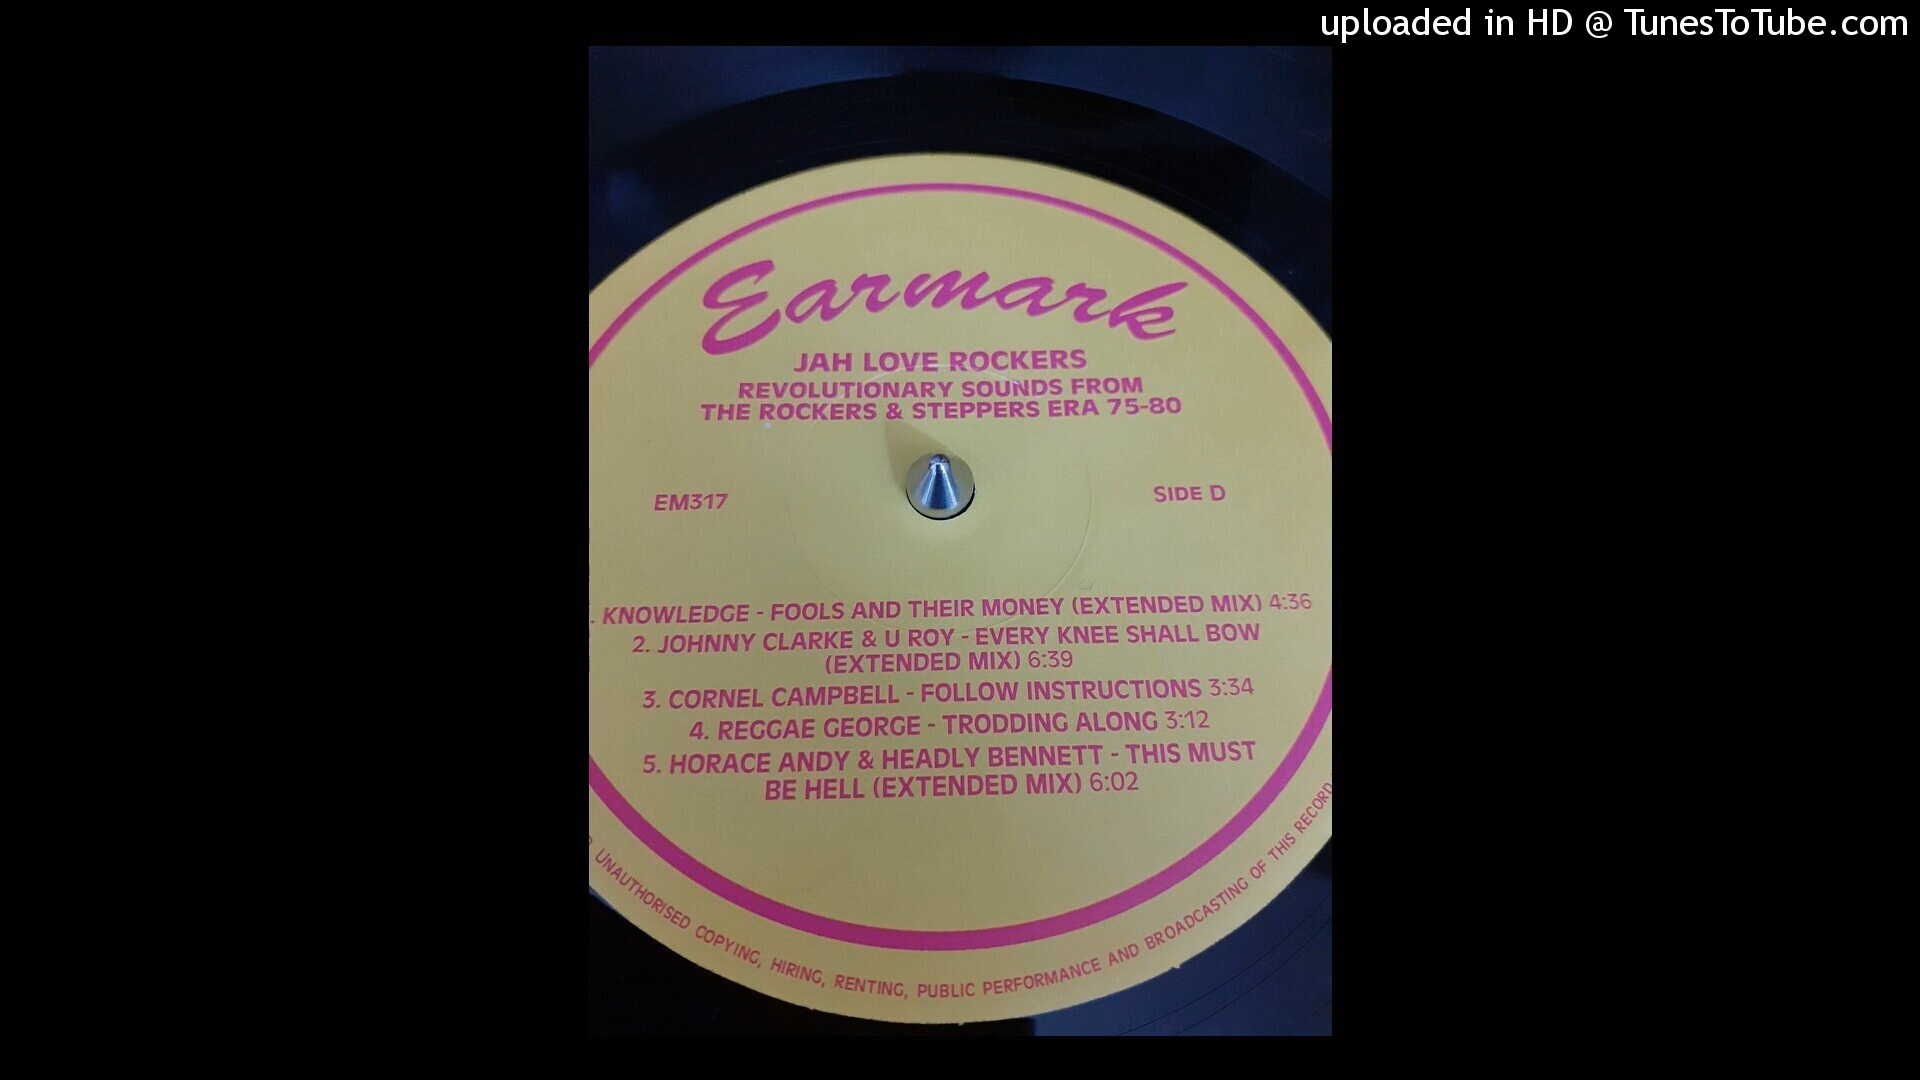 uploaded in HD @ TunesToTube.com
Earmark
JAH LOVE ROCKERS
REVOLUTIONARY SOUNDS FROM
THE ROCKERS & STEPPERS ERA 75-80
EM317
SIDE D
. KNOWLEDGE - FOOLS AND THEIR MONEY (EXTENDED MIX) 4:36
2. JOHNNY CLARKE & U ROY - EVERY KNEE SHALL BOW
(EXTENDED MIX) 6:39
3. CORNEL CAMPBELL - FOLLOW INSTRUCTIONS 3:34
4. REGGAE GEORGE - TRODDING ALONG 3:12
5. HORACE ANDY & HEADLY BENNETT - THIS MUST
BE HELL (EXTENDED MIX) 6:02
UNAUTHORISED COPYING, HIRING, RENTING, PUBLIC PERFORMANCE AND BROADCASTING OF THIS RECORD